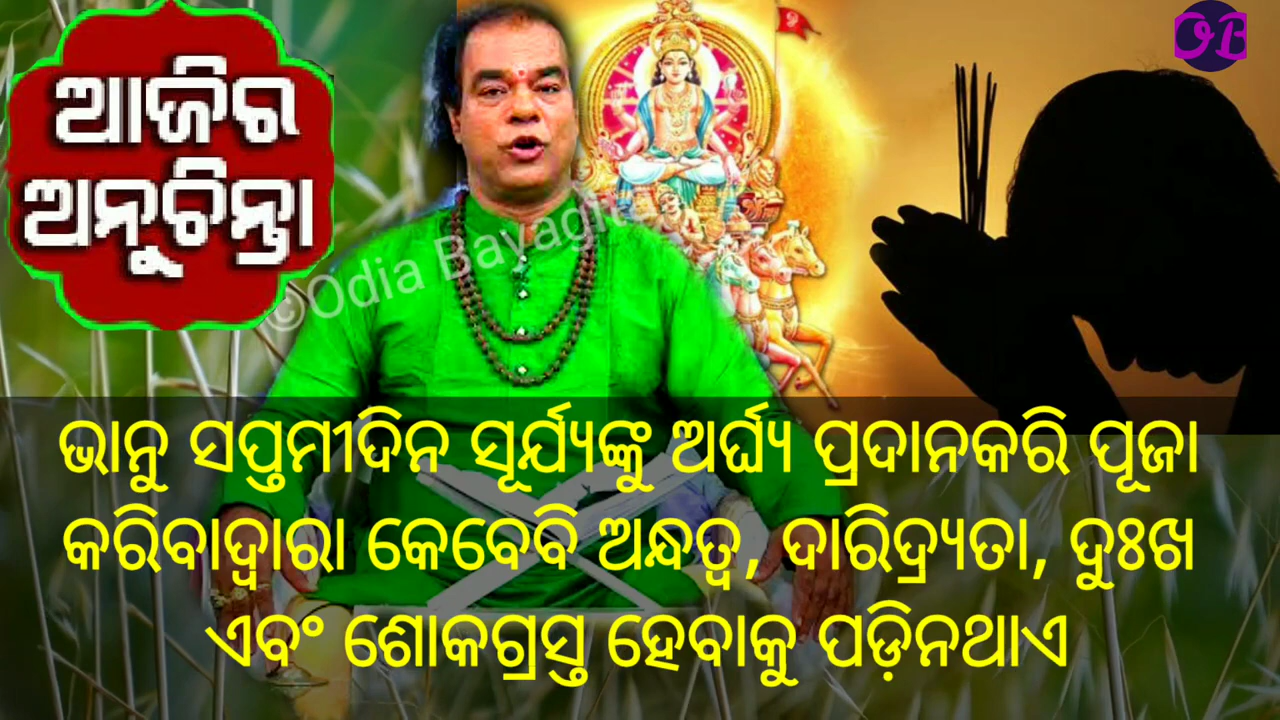 ଆଜିର
ଅନୁଚିନ୍ତା
©Odia Bayagita
OB
ଭାନୁ ସପ୍ତମୀଦିନ ସୂର୍ଯ୍ୟଙ୍କୁ ଅର୍ଘ୍ୟ ପ୍ରଦାନକରି ପୂଜା
କରିବାଦ୍ୱାରା କେବେବି ଅନ୍ଧତ୍ୱ, ଦାରିଦ୍ର୍ୟତା, ଦୁଃଖ
ଏବଂ ଶୋକଗ୍ରସ୍ତ ହେବାକୁ ପଡ଼ିନଥାଏ